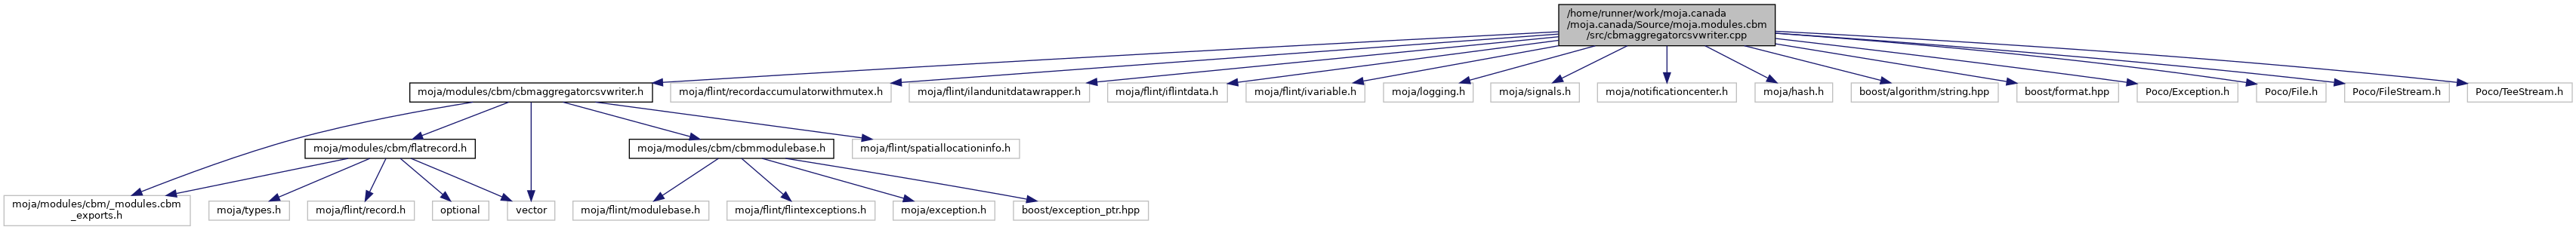 /home/runner/work/moja.canada
/moja.canada/Source/moja.modules.cbm
/src/cbmaggregatorcsvwriter.cpp
moja/modules/cbm/cbmaggregatorcsvwriter.h
moja/flint/recordaccumulatorwithmutex.h
moja/flint/ilandunitdatawrapper.h
moja/flint/iflintdata.h
moja/flint/ivariable.h
moja/logging.h
moja/signals.h
moja/notificationcenter.h
moja/hash.h
boost/algorithm/string.hpp
boost/format.hpp
Poco/Exception.h
Poco/File.h
Poco/FileStream.h
Poco/TeeStream.h
moja/modules/cbm/flatrecord.h
moja/modules/cbm/cbmmodulebase.h
moja/flint/spatiallocationinfo.h
moja/modules/cbm/_modules.cbm
_exports.h
moja/types.h
moja/flint/record.h
optional
vector
moja/flint/modulebase.h
moja/flint/flintexceptions.h
moja/exception.h
boost/exception_ptr.hpp